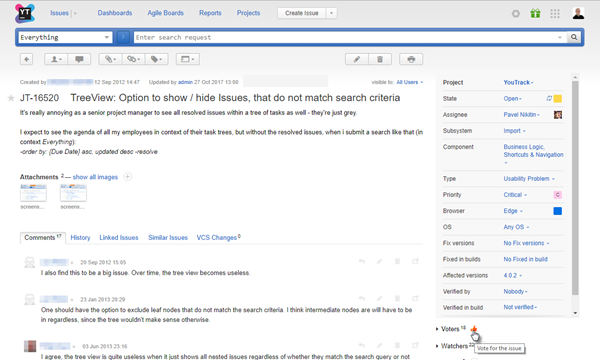 YT
Issues
Dashboards
Agile Boards
Reports
Projects
Create Issue
Everything
Enter search request
Created by 12 Sep 2012 14:47 Updated by admin 27 Oct 2017 13:00
visible to: All Users
JT-16520 TreeView: Option to show / hide Issues, that do not match search criteria
It's really annoying as a senior project manager to see all resolved issues within a tree of tasks as well - they're just grey.
I expect to see the agenda of all my employees in context of their task trees, but without the resolved issues, when i submit a search like that (in
context Everything):
-order by: {Due Date} asc, updated desc -resolve
Attachments 2 — show all images
screens...
screens...
Comments 17
History
Linked Issues
Similar Issues
VCS Changes 0
20 Sep 2012 15:05
I also find this to be a big issue. Over time, the tree view becomes useless.
23 Jan 2013 20:29
One should have the option to exclude leaf nodes that do not match the search criteria. I think intermediate nodes are will have to be
in regardless, since the tree wouldn't make sense otherwise.
03 Jun 2013 23:16
I agree, the tree is quite useless when it just shows all nested issues regardless of whether they match the search query or not
Project YouTrack
State Open
Assignee Pavel Nikitin
Subsystem Import
Component Business Logic,
Shortcuts & Navigation
Type Usability Problem
Priority Critical C
Browser Edge
OS Any OS
Fix versions No Fix versions
Fixed in builds No Fixed in build
Affected versions 4.0.2
Verified by Nobody
Verified in build Not verified
Voters
Vote for the issue
Watchers